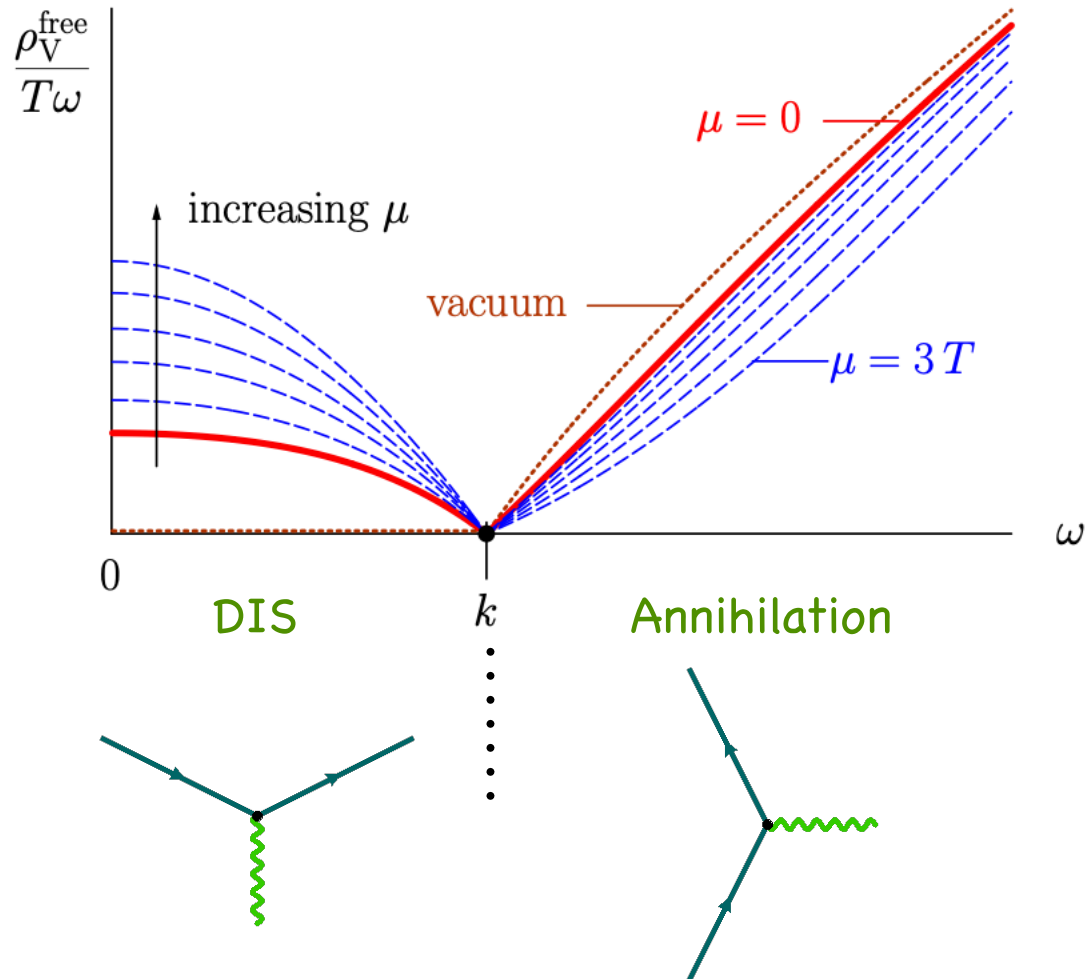 ρ_V^free / Tω
μ = 0
increasing μ
vacuum
μ = 3 T
ω
0
k
DIS
Annihilation